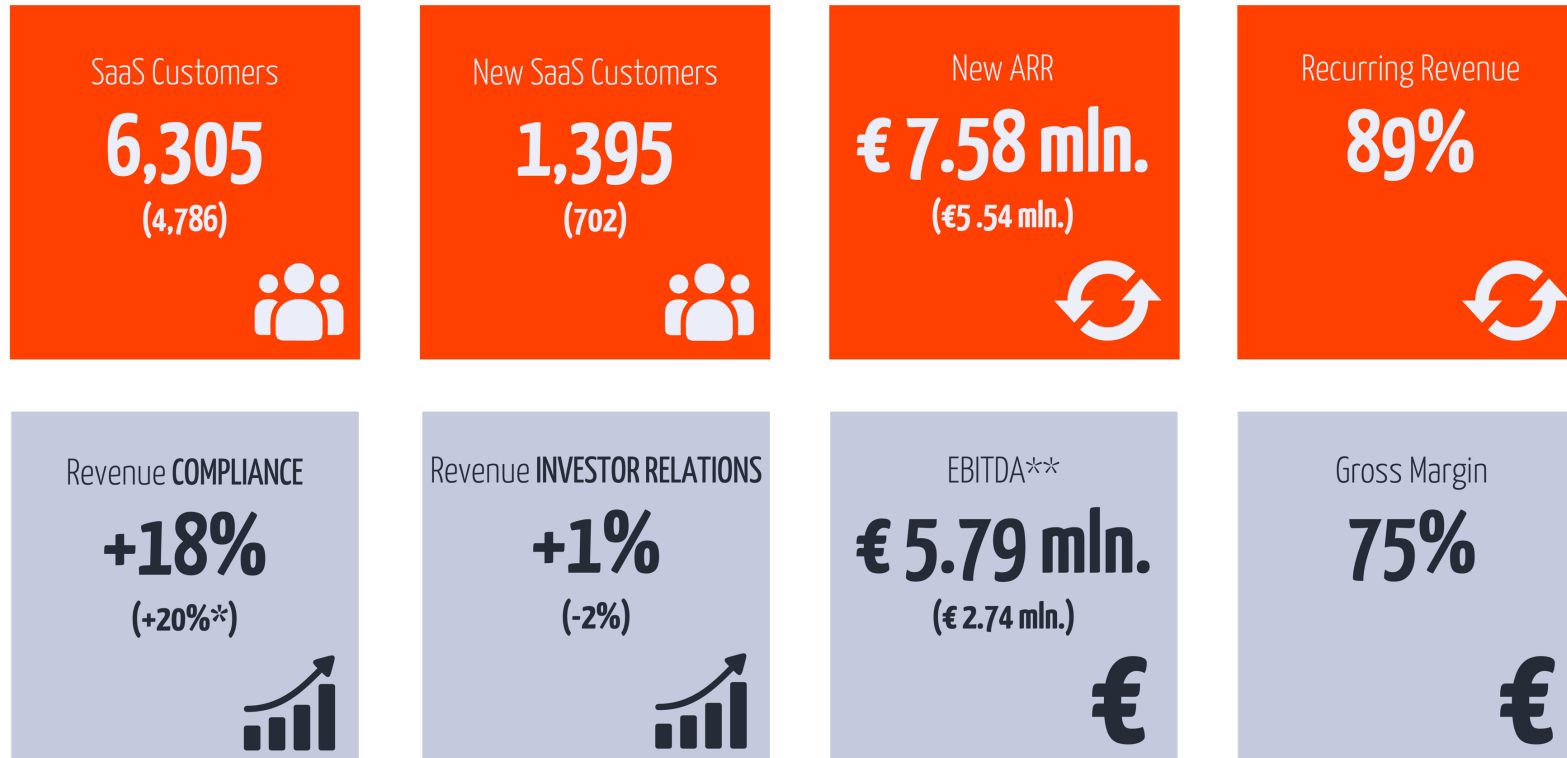 SaaS Customers
6,305
(4,786)
New SaaS Customers
1,395
(702)
New ARR
€ 7.58 mln.
(€5 .54 mln.)
Recurring Revenue
89%
Revenue COMPLIANCE
+18%
(+20%*)
Revenue INVESTOR RELATIONS
+1%
(-2%)
EBITDA**
€ 5.79 mln.
(€ 2.74 mln.)
€
Gross Margin
75%
€